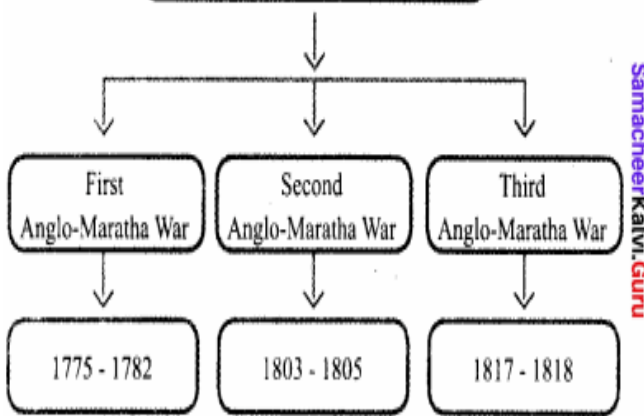 First
Anglo-Maratha War
Second
Anglo-Maratha War
Third
Anglo-Maratha War
1775 - 1782
1803 - 1805
1817 - 1818
SamacheerKalvi.Guru